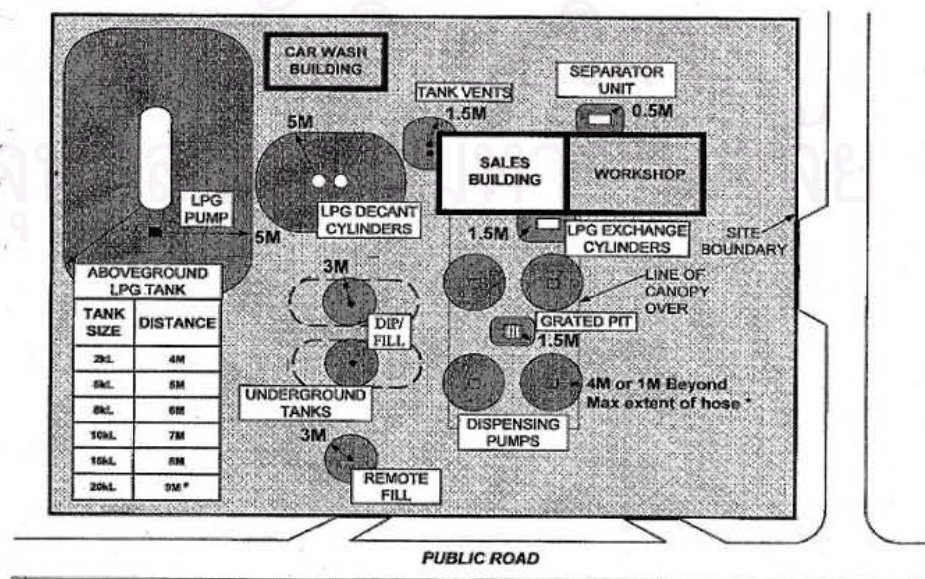 CAR WASH
BUILDING
TANK VENTS
1.5M
SEPARATOR
UNIT
0.5M
5M
SALES
BUILDING
WORKSHOP
LPG
PUMP
5M
LPG DECANT
CYLINDERS
1.5M
LPG EXCHANGE
CYLINDERS
SITE
BOUNDARY
ABOVEGROUND
LPG TANK
TANK
SIZE
DISTANCE
2kL 4M
5kL 5M
8kL 6M
10kL 7M
15kL 8M
20kL 9M*
3M
DIP/
FILL
LINE OF
CANOPY
OVER
GRATED PIT
1.5M
UNDERGROUND
TANKS
4M or 1M Beyond
Max extent of hose *
DISPENSING
PUMPS
3M
REMOTE
FILL
PUBLIC ROAD